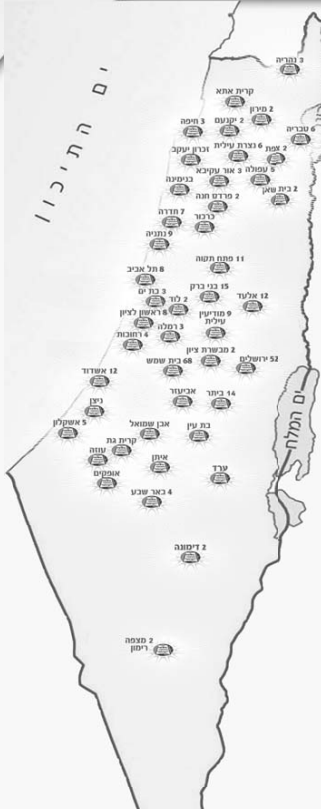 3 נהריה
קרית אתא
2 מירון
3 חיפה
2 יקנעם
6 טבריה
6 נצרת עילית
2 צפת
זכרון יעקב
3 אור עקיבא
5 עפולה
בנימינה
2 בית שאן
2 פרדס חנה
7 חדרה
כרכור
9 נתניה
11 פתח תקוה
8 תל אביב
15 בני ברק
3 בת ים
2 לוד
12 אלעד
8 ראשון לציון
9 מודיעין
עילית
3 רמלה
4 רחובות
2 מבשרת ציון
68 בית שמש
52 ירושלים
12 אשדוד
אביעזר
14 ביתר
ניצן
5 אשקלון
אבן שמואל
בת עין
קרית גת
עוזה
איתן
ערד
אופקים
4 באר שבע
2 דימונה
2 מצפה
רימון
ים התיכון
ים המלח